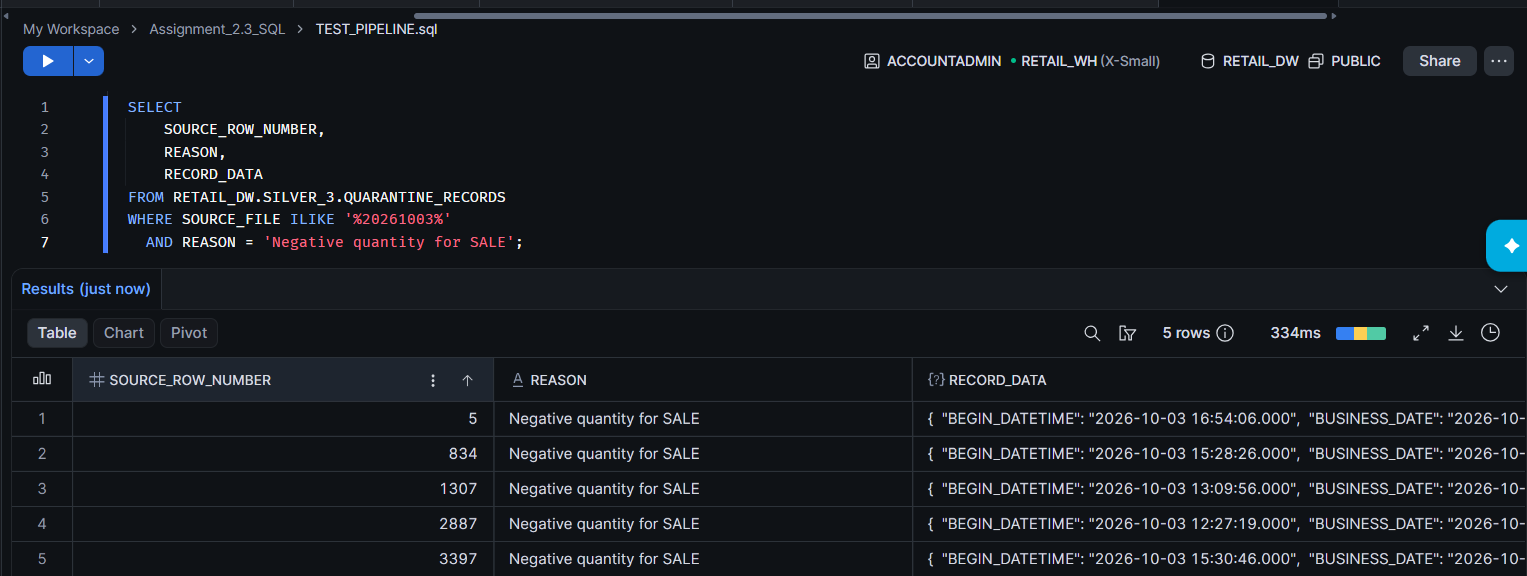 My Workspace > Assignment_2.3_SQL > TEST_PIPELINE.sql
ACCOUNTADMIN • RETAIL_WH (X-Small) RETAIL_DW PUBLIC Share ...
1 SELECT
2 SOURCE_ROW_NUMBER,
3 REASON,
4 RECORD_DATA
5 FROM RETAIL_DW.SILVER_3.QUARANTINE_RECORDS
6 WHERE SOURCE_FILE ILIKE '%20261003%'
7 AND REASON = 'Negative quantity for SALE';
Results (just now)
Table Chart Pivot 5 rows 334ms
# SOURCE_ROW_NUMBER A REASON {?} RECORD_DATA
1 5 Negative quantity for SALE { "BEGIN_DATETIME": "2026-10-03 16:54:06.000", "BUSINESS_DATE": "2026-10-
2 834 Negative quantity for SALE { "BEGIN_DATETIME": "2026-10-03 15:28:26.000", "BUSINESS_DATE": "2026-10-
3 1307 Negative quantity for SALE { "BEGIN_DATETIME": "2026-10-03 13:09:56.000", "BUSINESS_DATE": "2026-10-
4 2887 Negative quantity for SALE { "BEGIN_DATETIME": "2026-10-03 12:27:19.000", "BUSINESS_DATE": "2026-10-
5 3397 Negative quantity for SALE { "BEGIN_DATETIME": "2026-10-03 15:30:46.000", "BUSINESS_DATE": "2026-10-